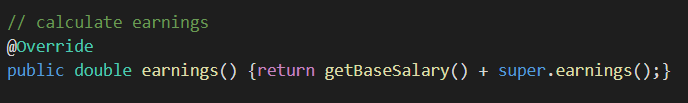 // calculate earnings
@Override
public double earnings() {return getBaseSalary() + super.earnings();}